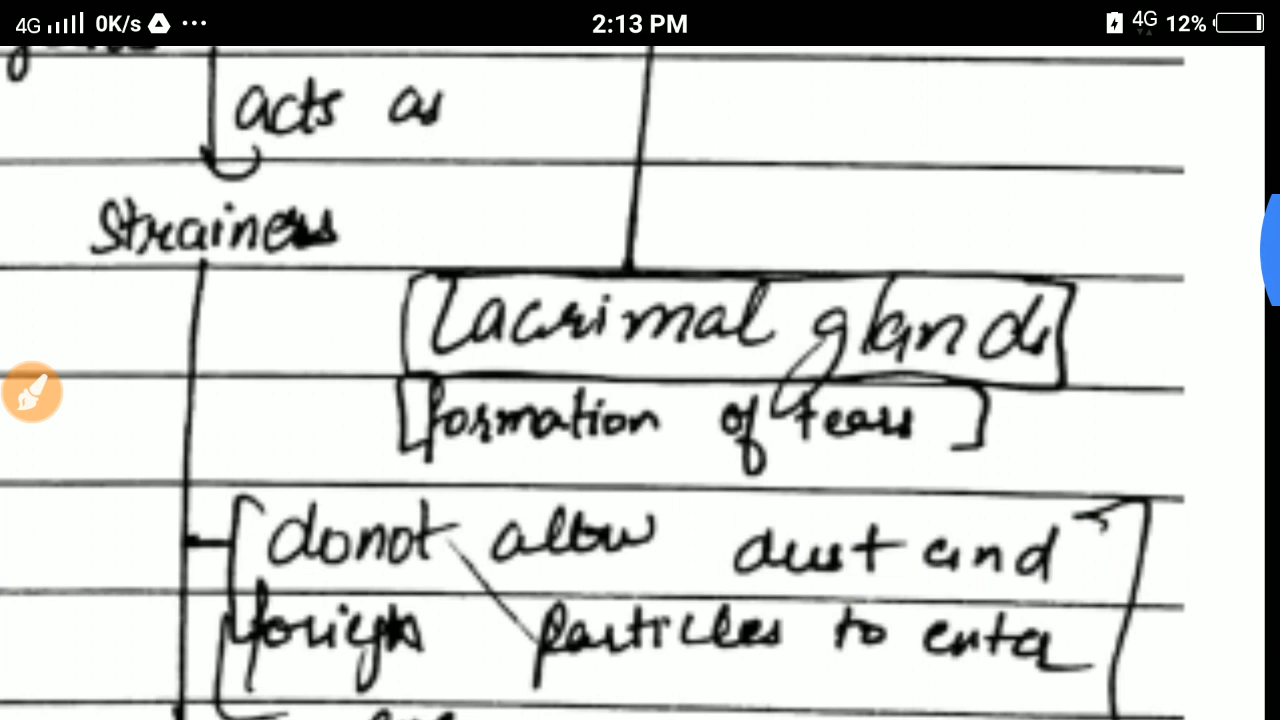 4G 0K/s 2:13 PM 4G 12%
acts as
Strainers
Lacrimal glands
formation of tears
donot allow dust and
foriegn particles to enter